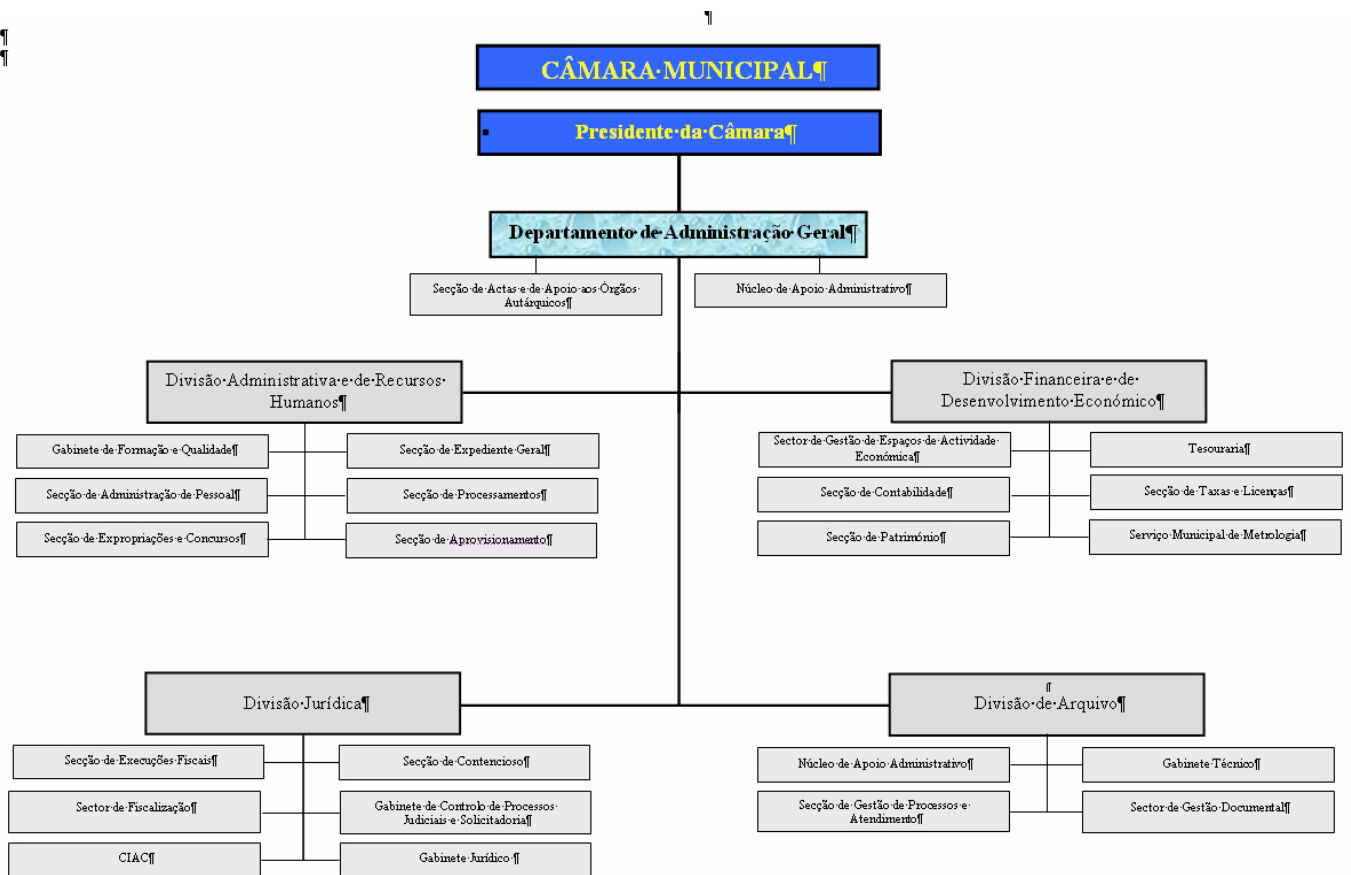 ¶
¶
¶
CÂMARA·MUNICIPAL¶
Presidente·da·Câmara¶
Departamento·de·Administração·Geral¶
Secção·de·Actas·e·de·Apoio·aos·Órgãos·
Autárquicos¶
Núcleo·de·Apoio·Administrativo¶
Divisão·Administrativa·e·de·Recursos·
Humanos¶
Divisão·Financeira·e·de·
Desenvolvimento·Económico¶
Gabinete·de·Formação·e·Qualidade¶
Secção·de·Expediente·Geral¶
Sector·de·Gestão·de·Espaços·de·Actividade·
Económica¶
Tesouraria¶
Secção·de·Administração·de·Pessoal¶
Secção·de·Processamentos¶
Secção·de·Contabilidade¶
Secção·de·Taxas·e·Licenças¶
Secção·de·Expropriações·e·Concursos¶
Secção·de·Aprovisionamento¶
Secção·de·Património¶
Serviço·Municipal·de·Metrologia¶
Divisão·Jurídica¶
¶
Divisão·de·Arquivo¶
Secção·de·Execuções·Fiscais¶
Secção·de·Contencioso¶
Núcleo·de·Apoio·Administrativo¶
Gabinete·Técnico¶
Sector·de·Fiscalização¶
Gabinete·de·Controlo·de·Processos·
Judiciais·e·Solicitadoria¶
Secção·de·Gestão·de·Processos·e·
Atendimento¶
Sector·de·Gestão·Documental¶
CIAC¶
Gabinete·Jurídico·¶